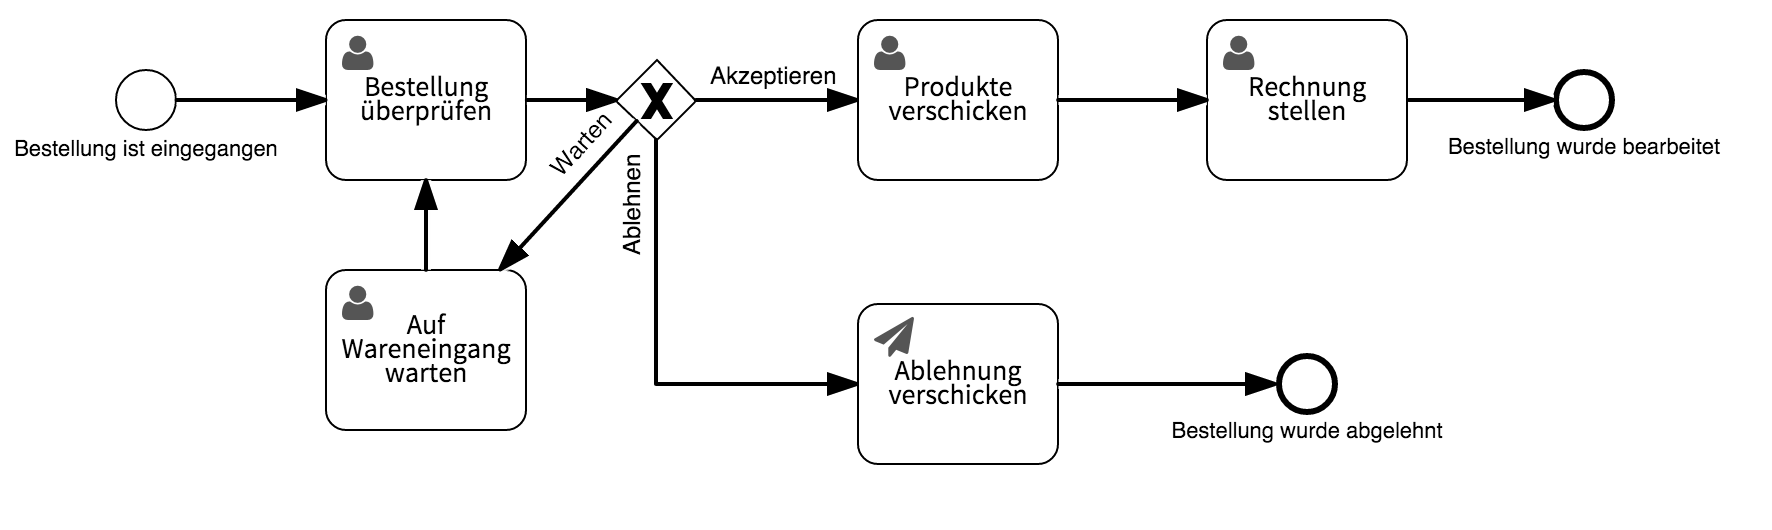 Bestellung ist eingegangen
Bestellung
überprüfen
Warten
Ablehnen
Akzeptieren
Produkte
verschicken
Rechnung
stellen
Bestellung wurde bearbeitet
Auf
Wareneingang
warten
Ablehnung
verschicken
Bestellung wurde abgelehnt